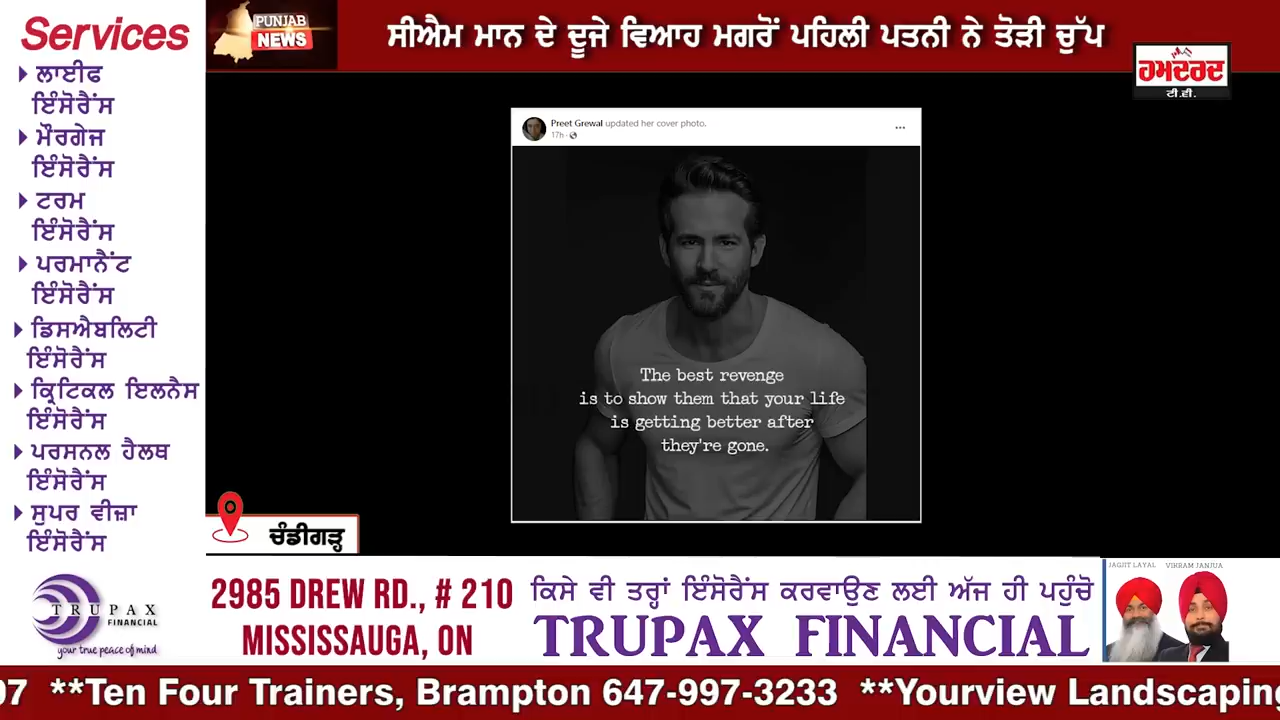 Services
ਲਾਈਫ
ਇੰਸੋਰੈਂਸ
ਮੌਰਗੇਜ
ਇੰਸੋਰੈਂਸ
ਟਰਮ
ਇੰਸੋਰੈਂਸ
ਪਰਮਾਨੈਂਟ
ਇੰਸੋਰੈਂਸ
ਡਿਸਐਬਲਿਟੀ
ਇੰਸੋਰੈਂਸ
ਕ੍ਰਿਟਿਕਲ ਇਲਨੈਸ
ਇੰਸੋਰੈਂਸ
ਪਰਸਨਲ ਹੈਲਥ
ਇੰਸੋਰੈਂਸ
ਸੁਪਰ ਵੀਜ਼ਾ
ਇੰਸੋਰੈਂਸ
TRUPAX
FINANCIAL
your true peace of mind
PUNJAB
NEWS
ਸੀਐਮ ਮਾਨ ਦੇ ਦੂਜੇ ਵਿਆਹ ਮਗਰੋਂ ਪਹਿਲੀ ਪਤਨੀ ਨੇ ਤੋੜੀ ਚੁੱਪ
ਹਮਦਰਦ
ਟੀ.ਵੀ.
Preet Grewal updated her cover photo.
17h
The best revenge
is to show them that your life
is getting better after
they're gone.
ਚੰਡੀਗੜ੍ਹ
2985 DREW RD., # 210
MISSISSAUGA, ON
ਕਿਸੇ ਵੀ ਤਰ੍ਹਾਂ ਇੰਸੋਰੈਂਸ ਕਰਵਾਉਣ ਲਈ ਅੱਜ ਹੀ ਪਹੁੰਚੋ
TRUPAX FINANCIAL
JAGJIT LAYAL VIKRAM JANJUA
07 **Ten Four Trainers, Brampton 647-997-3233 **Yourview Landscaping